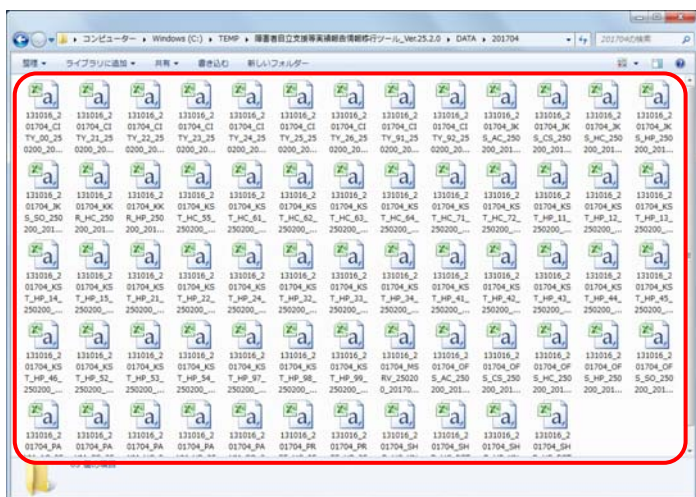 コンピューター ▸ Windows (C:) ▸ TEMP ▸ 障害者自立支援等実績報告情報移行ツール_Ver.25.2.0 ▸ DATA ▸ 201704
201704の検索
整理 ▼ ライブラリに追加 ▼ 共有 ▼ 書き込む 新しいフォルダー
131016_2 131016_2 131016_2 131016_2 131016_2 131016_2 131016_2 131016_2 131016_2 131016_2 131016_2 131016_2
01704_CI 01704_CI 01704_CI 01704_CI 01704_CI 01704_CI 01704_CI 01704_CI 01704_JK 01704_JK 01704_JK 01704_JK
TY_00_25 TY_21_25 TY_22_25 TY_23_25 TY_24_25 TY_25_25 TY_26_25 TY_91_25 TY_92_25 S_AC_250 S_CS_250 S_HC_250 S_HP_250
0200_20... 0200_20... 0200_20... 0200_20... 0200_20... 0200_20... 0200_20... 0200_20... 0200_20... 200_201... 200_201... 200_201... 200_201...
131016_2 131016_2 131016_2 131016_2 131016_2 131016_2 131016_2 131016_2 131016_2 131016_2 131016_2 131016_2 131016_2
01704_JK 01704_KK 01704_KK 01704_KS 01704_KS 01704_KS 01704_KS 01704_KS 01704_KS 01704_KS 01704_KS 01704_KS 01704_KS
S_SO_250 R_HC_250 R_HP_250 T_HC_55_ T_HC_61_ T_HC_62_ T_HC_63_ T_HC_64_ T_HC_71_ T_HC_72_ T_HP_11_ T_HP_12_ T_HP_13_
200_201... 200_201... 200_201... 250200_... 250200_... 250200_... 250200_... 250200_... 250200_... 250200_... 250200_... 250200_... 250200_...
131016_2 131016_2 131016_2 131016_2 131016_2 131016_2 131016_2 131016_2 131016_2 131016_2 131016_2 131016_2 131016_2
01704_KS 01704_KS 01704_KS 01704_KS 01704_KS 01704_KS 01704_KS 01704_KS 01704_KS 01704_KS 01704_KS 01704_KS 01704_KS
T_HP_14_ T_HP_15_ T_HP_21_ T_HP_22_ T_HP_24_ T_HP_32_ T_HP_33_ T_HP_34_ T_HP_41_ T_HP_42_ T_HP_43_ T_HP_44_ T_HP_45_
250200_... 250200_... 250200_... 250200_... 250200_... 250200_... 250200_... 250200_... 250200_... 250200_... 250200_... 250200_... 250200_...
131016_2 131016_2 131016_2 131016_2 131016_2 131016_2 131016_2 131016_2 131016_2 131016_2 131016_2 131016_2 131016_2
01704_KS 01704_KS 01704_KS 01704_KS 01704_KS 01704_KS 01704_KS 01704_MS 01704_OF 01704_OF 01704_OF 01704_OF 01704_OF
T_HP_46_ T_HP_52_ T_HP_53_ T_HP_54_ T_HP_97_ T_HP_98_ T_HP_99_ RV_25020 S_AC_250 S_CS_250 S_HC_250 S_HP_250 S_SO_250
250200_... 250200_... 250200_... 250200_... 250200_... 250200_... 250200_... 0_20170... 200_201... 200_201... 200_201... 200_201... 200_201...
131016_2 131016_2 131016_2 131016_2 131016_2 131016_2 131016_2 131016_2 131016_2 131016_2 131016_2
01704_PA 01704_PA 01704_PA 01704_PA 01704_PR 01704_PR 01704_SH 01704_SH 01704_SH 01704_SH 01704_SH